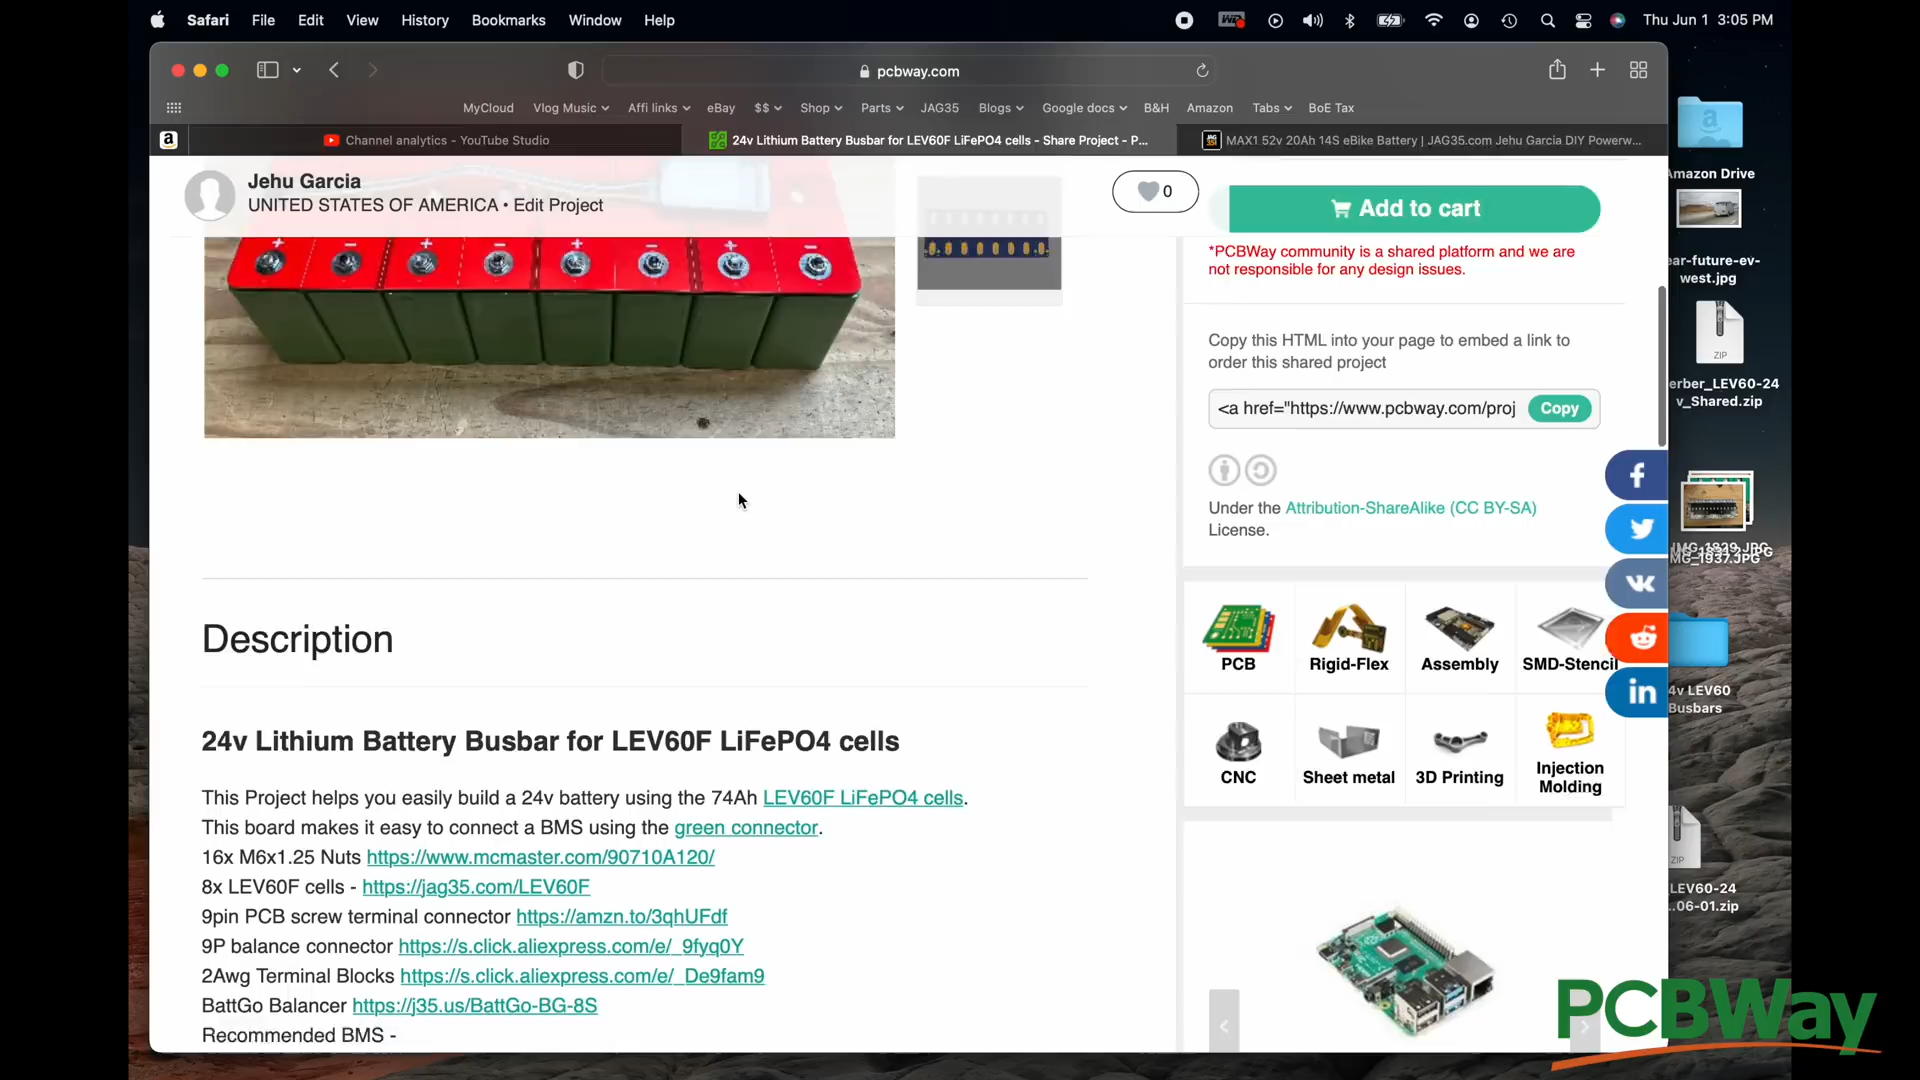 Safari File Edit View History Bookmarks Window Help Thu Jun 1 3:05 PM
pcbway.com
MyCloud Vlog Music Affi links eBay $$ Shop Parts JAG35 Blogs Google docs B&H Amazon Tabs BoE Tax
Channel analytics - YouTube Studio
24v Lithium Battery Busbar for LEV60F LiFePO4 cells - Share Project - P...
MAX1 52v 20Ah 14S eBike Battery | JAG35.com Jehu Garcia DIY Powerw...
Jehu Garcia
UNITED STATES OF AMERICA • Edit Project
0
Add to cart
*PCBWay community is a shared platform and we are
not responsible for any design issues.
Copy this HTML into your page to embed a link to
order this shared project
<a href="https://www.pcbway.com/proj
Copy
Under the Attribution-ShareAlike (CC BY-SA)
License.
PCB
Rigid-Flex
Assembly
SMD-Stencil
CNC
Sheet metal
3D Printing
Injection
Molding
Description
24v Lithium Battery Busbar for LEV60F LiFePO4 cells
This Project helps you easily build a 24v battery using the 74Ah LEV60F LiFePO4 cells.
This board makes it easy to connect a BMS using the green connector.
16x M6x1.25 Nuts https://www.mcmaster.com/90710A120/
8x LEV60F cells - https://jag35.com/LEV60F
9pin PCB screw terminal connector https://amzn.to/3qhUFdf
9P balance connector https://s.click.aliexpress.com/e/_9fyq0Y
2Awg Terminal Blocks https://s.click.aliexpress.com/e/_De9fam9
BattGo Balancer https://j35.us/BattGo-BG-8S
Recommended BMS -
Amazon Drive
ear-future-ev-
west.jpg
ZIP
erber_LEV60-24
v_Shared.zip
MG_1937.JPG
4v LEV60
Busbars
ZIP
LEV60-24
...06-01.zip
PCBWay